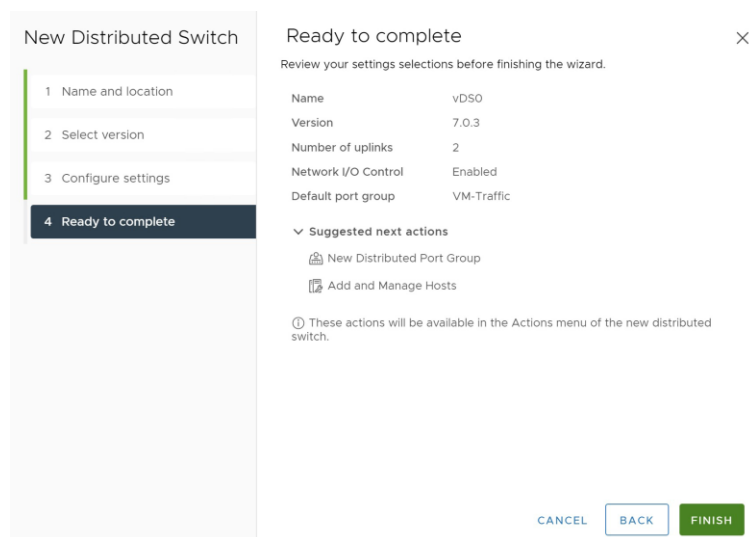 New Distributed Switch
1 Name and location
2 Select version
3 Configure settings
4 Ready to complete
Ready to complete
Review your settings selections before finishing the wizard.
Name vDS0
Version 7.0.3
Number of uplinks 2
Network I/O Control Enabled
Default port group VM-Traffic
Suggested next actions
New Distributed Port Group
Add and Manage Hosts
These actions will be available in the Actions menu of the new distributed
switch.
CANCEL BACK FINISH